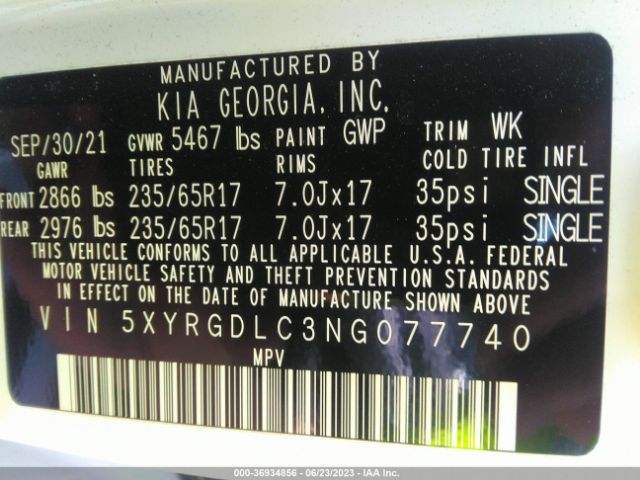 MANUFACTURED BY
KIA GEORGIA, INC.
SEP/30/21 GVWR 5467 lbs PAINT GWP TRIM WK
GAWR TIRES RIMS COLD TIRE INFL
FRONT 2866 lbs 235/65R17 7.0Jx17 35psi SINGLE
REAR 2976 lbs 235/65R17 7.0Jx17 35psi SINGLE
THIS VEHICLE CONFORMS TO ALL APPLICABLE U.S.A. FEDERAL
MOTOR VEHICLE SAFETY AND THEFT PREVENTION STANDARDS
IN EFFECT ON THE DATE OF MANUFACTURE SHOWN ABOVE
VIN 5XYRGDLC3NG077740
MPV
000-36934856 - 06/23/2023 - IAA Inc.